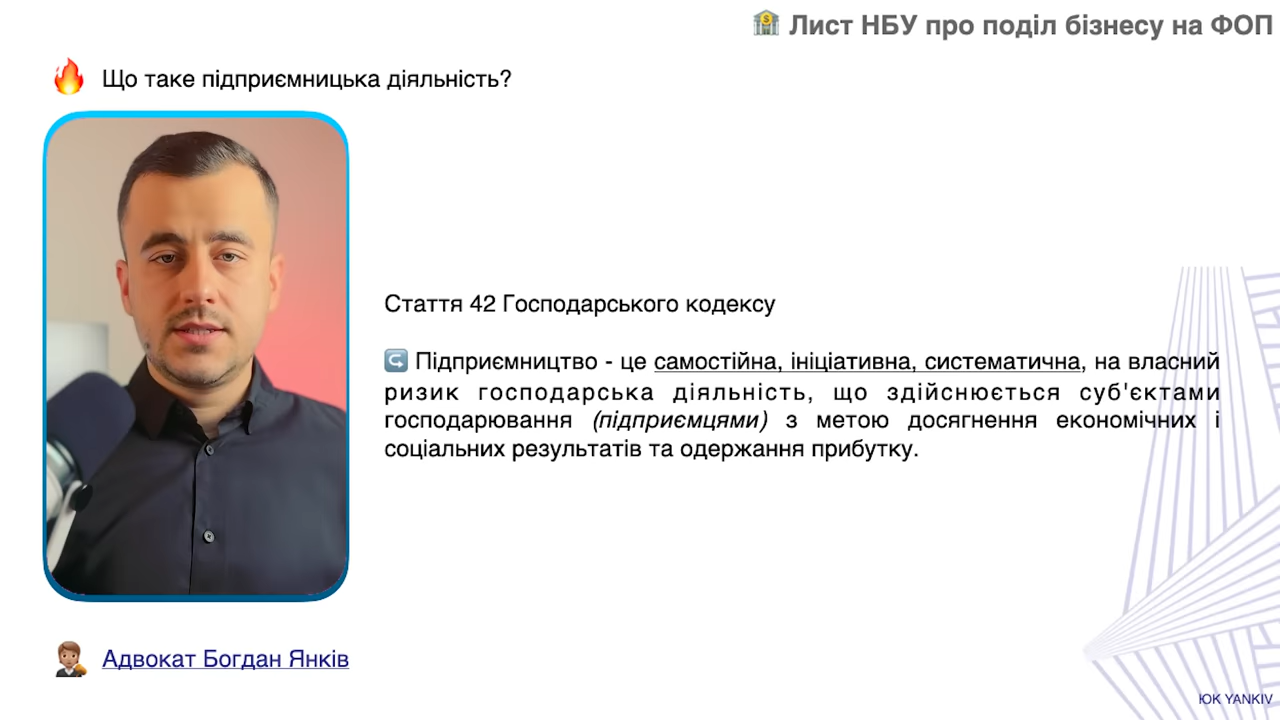 Лист НБУ про поділ бізнесу на ФОП
Що таке підприємницька діяльність?
Стаття 42 Господарського кодексу
Підприємництво - це самостійна, ініціативна, систематична, на власний
ризик господарська діяльність, що здійснюється суб'єктами
господарювання (підприємцями) з метою досягнення економічних і
соціальних результатів та одержання прибутку.
Адвокат Богдан Янків
ЮК YANKIV